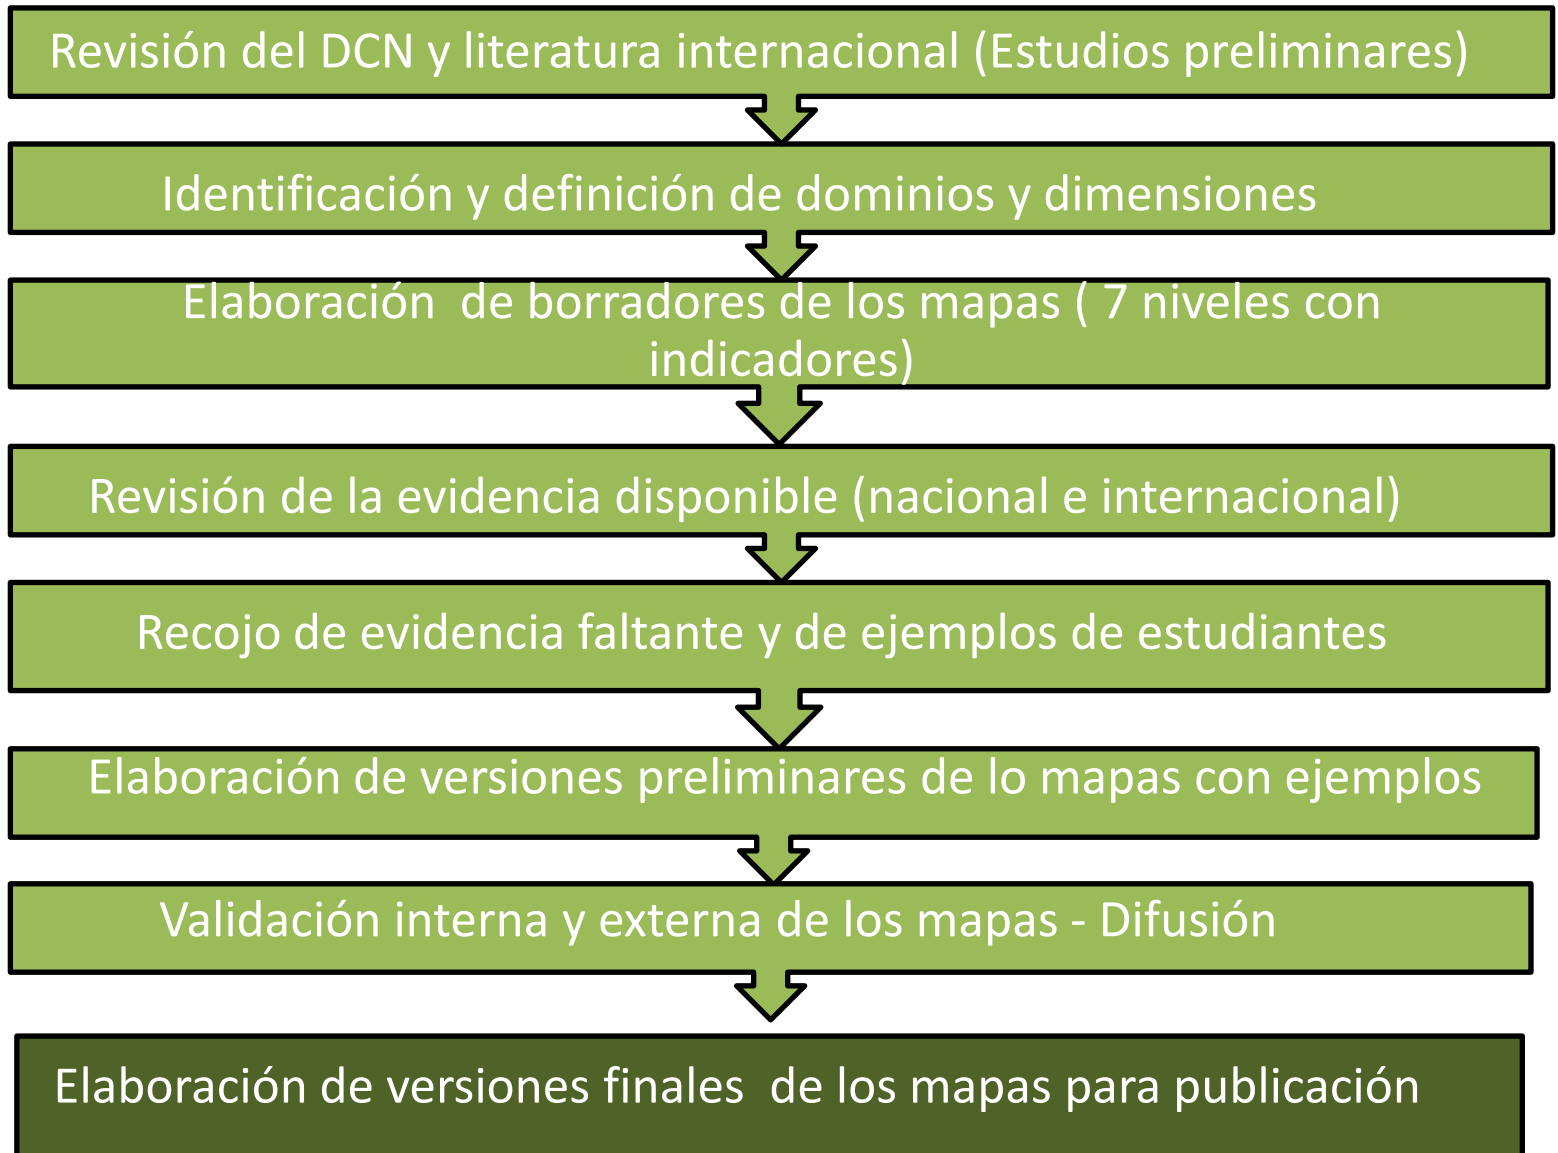 Revisión del DCN y literatura internacional (Estudios preliminares)
Identificación y definición de dominios y dimensiones
Elaboración de borradores de los mapas ( 7 niveles con
indicadores)
Revisión de la evidencia disponible (nacional e internacional)
Recojo de evidencia faltante y de ejemplos de estudiantes
Elaboración de versiones preliminares de lo mapas con ejemplos
Validación interna y externa de los mapas - Difusión
Elaboración de versiones finales de los mapas para publicación